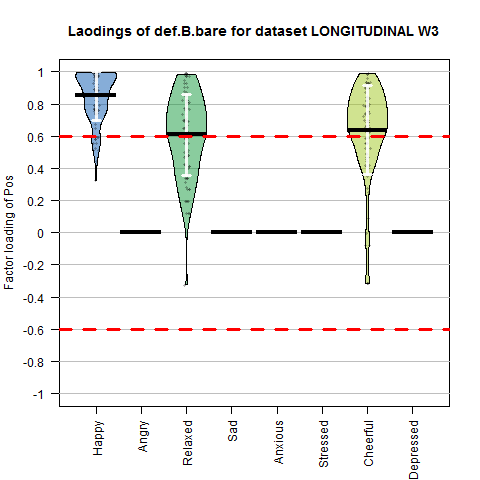 Laodings of def.B.bare for dataset LONGITUDINAL W3
Factor loading of Pos
1
0.8
0.6
0.4
0.2
0
-0.2
-0.4
-0.6
-0.8
-1
Happy
Angry
Relaxed
Sad
Anxious
Stressed
Cheerful
Depressed